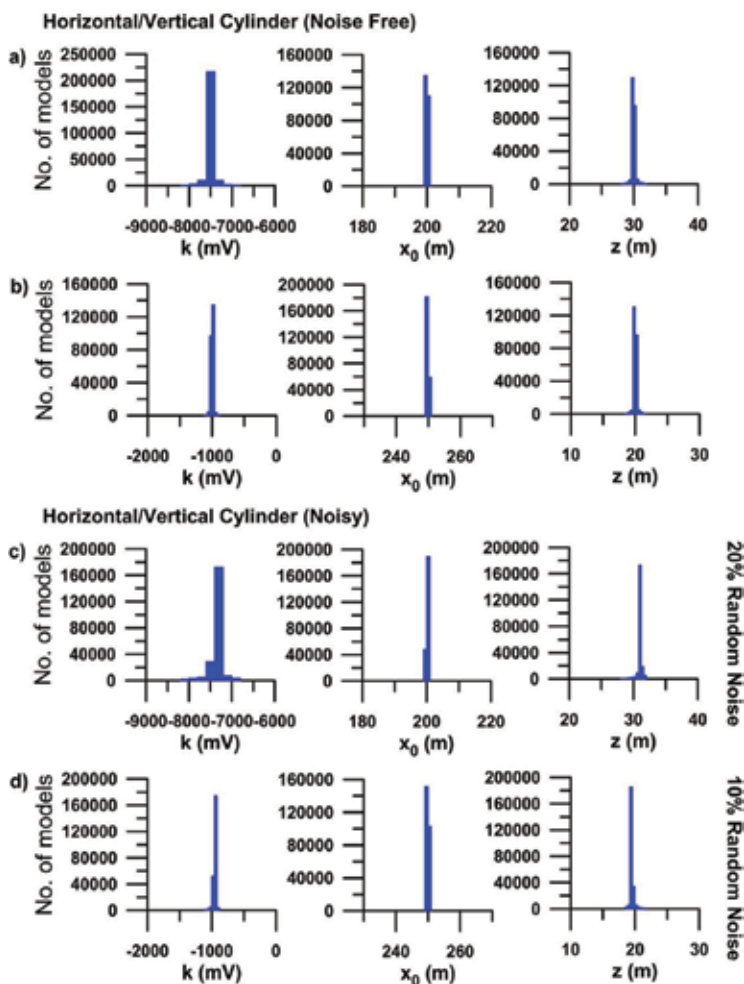 Horizontal/Vertical Cylinder (Noise Free)
a)
No. of models
250000
200000
150000
100000
50000
0
-9000 -8000 -7000 -6000
k (mV)
160000
120000
80000
40000
0
180 200 220
x0 (m)
160000
120000
80000
40000
0
20 30 40
z (m)
b)
No. of models
160000
120000
80000
40000
0
-2000 -1000 0
k (mV)
200000
160000
120000
80000
40000
0
240 260
x0 (m)
160000
120000
80000
40000
0
10 20 30
z (m)
Horizontal/Vertical Cylinder (Noisy)
c)
No. of models
200000
160000
120000
80000
40000
0
-9000 -8000 -7000 -6000
k (mV)
200000
160000
120000
80000
40000
0
180 200 220
x0 (m)
200000
160000
120000
80000
40000
0
20 30 40
z (m)
20% Random Noise
d)
No. of models
200000
160000
120000
80000
40000
0
-2000 -1000 0
k (mV)
160000
120000
80000
40000
0
240 260
x0 (m)
200000
160000
120000
80000
40000
0
10 20 30
z (m)
10% Random Noise